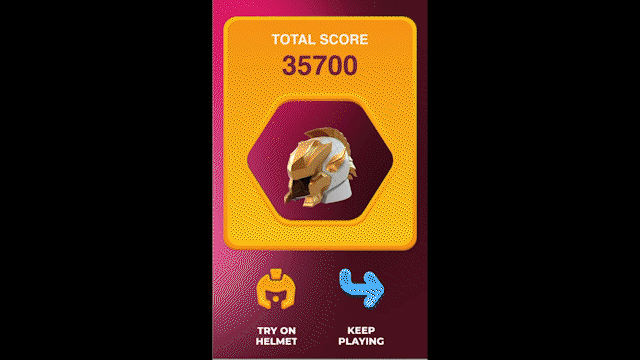 TOTAL SCORE
35700
TRY ON
HELMET
KEEP
PLAYING